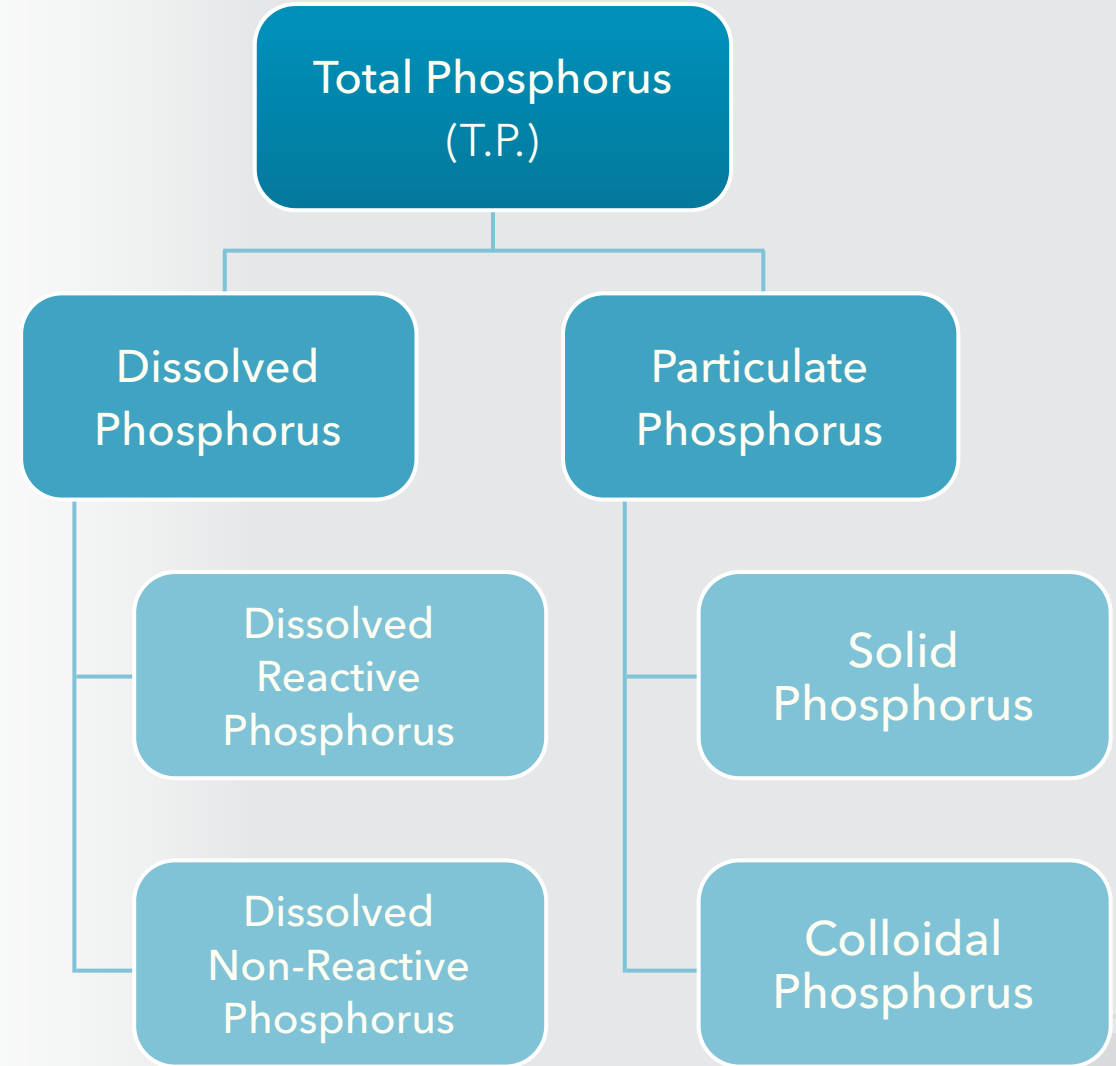 Total Phosphorus
(T.P.)
Dissolved
Phosphorus
Particulate
Phosphorus
Dissolved
Reactive
Phosphorus
Solid
Phosphorus
Dissolved
Non-Reactive
Phosphorus
Colloidal
Phosphorus